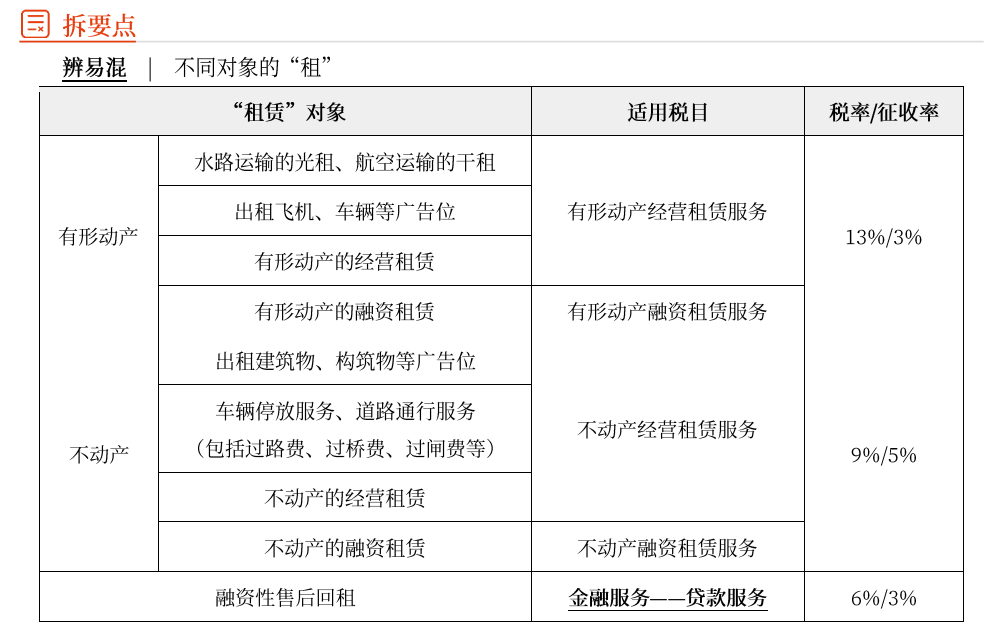 拆要点
辨易混 | 不同对象的“租”
“租赁”对象 适用税目 税率/征收率
水路运输的光租、航空运输的干租
出租飞机、车辆等广告位 有形动产经营租赁服务
有形动产 13%/3%
有形动产的经营租赁
有形动产的融资租赁 有形动产融资租赁服务
出租建筑物、构筑物等广告位
车辆停放服务、道路通行服务
不动产经营租赁服务
(包括过路费、过桥费、过闸费等)
不动产 9%/5%
不动产的经营租赁
不动产的融资租赁 不动产融资租赁服务
融资性售后回租 金融服务——贷款服务 6%/3%